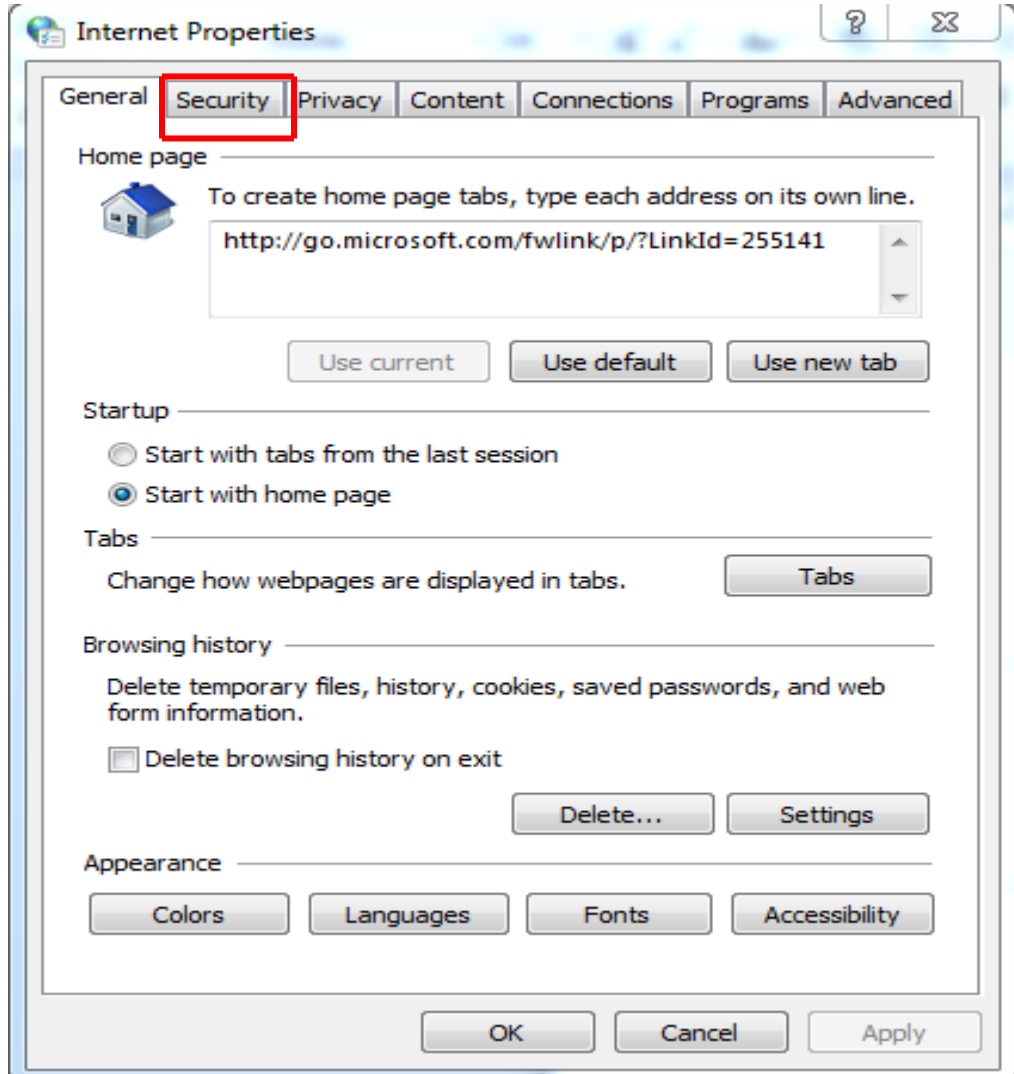 Internet Properties
General Security Privacy Content Connections Programs Advanced
Home page
To create home page tabs, type each address on its own line.
http://go.microsoft.com/fwlink/p/?LinkId=255141
Use current Use default Use new tab
Startup
Start with tabs from the last session
Start with home page
Tabs
Change how webpages are displayed in tabs. Tabs
Browsing history
Delete temporary files, history, cookies, saved passwords, and web
form information.
Delete browsing history on exit
Delete... Settings
Appearance
Colors Languages Fonts Accessibility
OK Cancel Apply